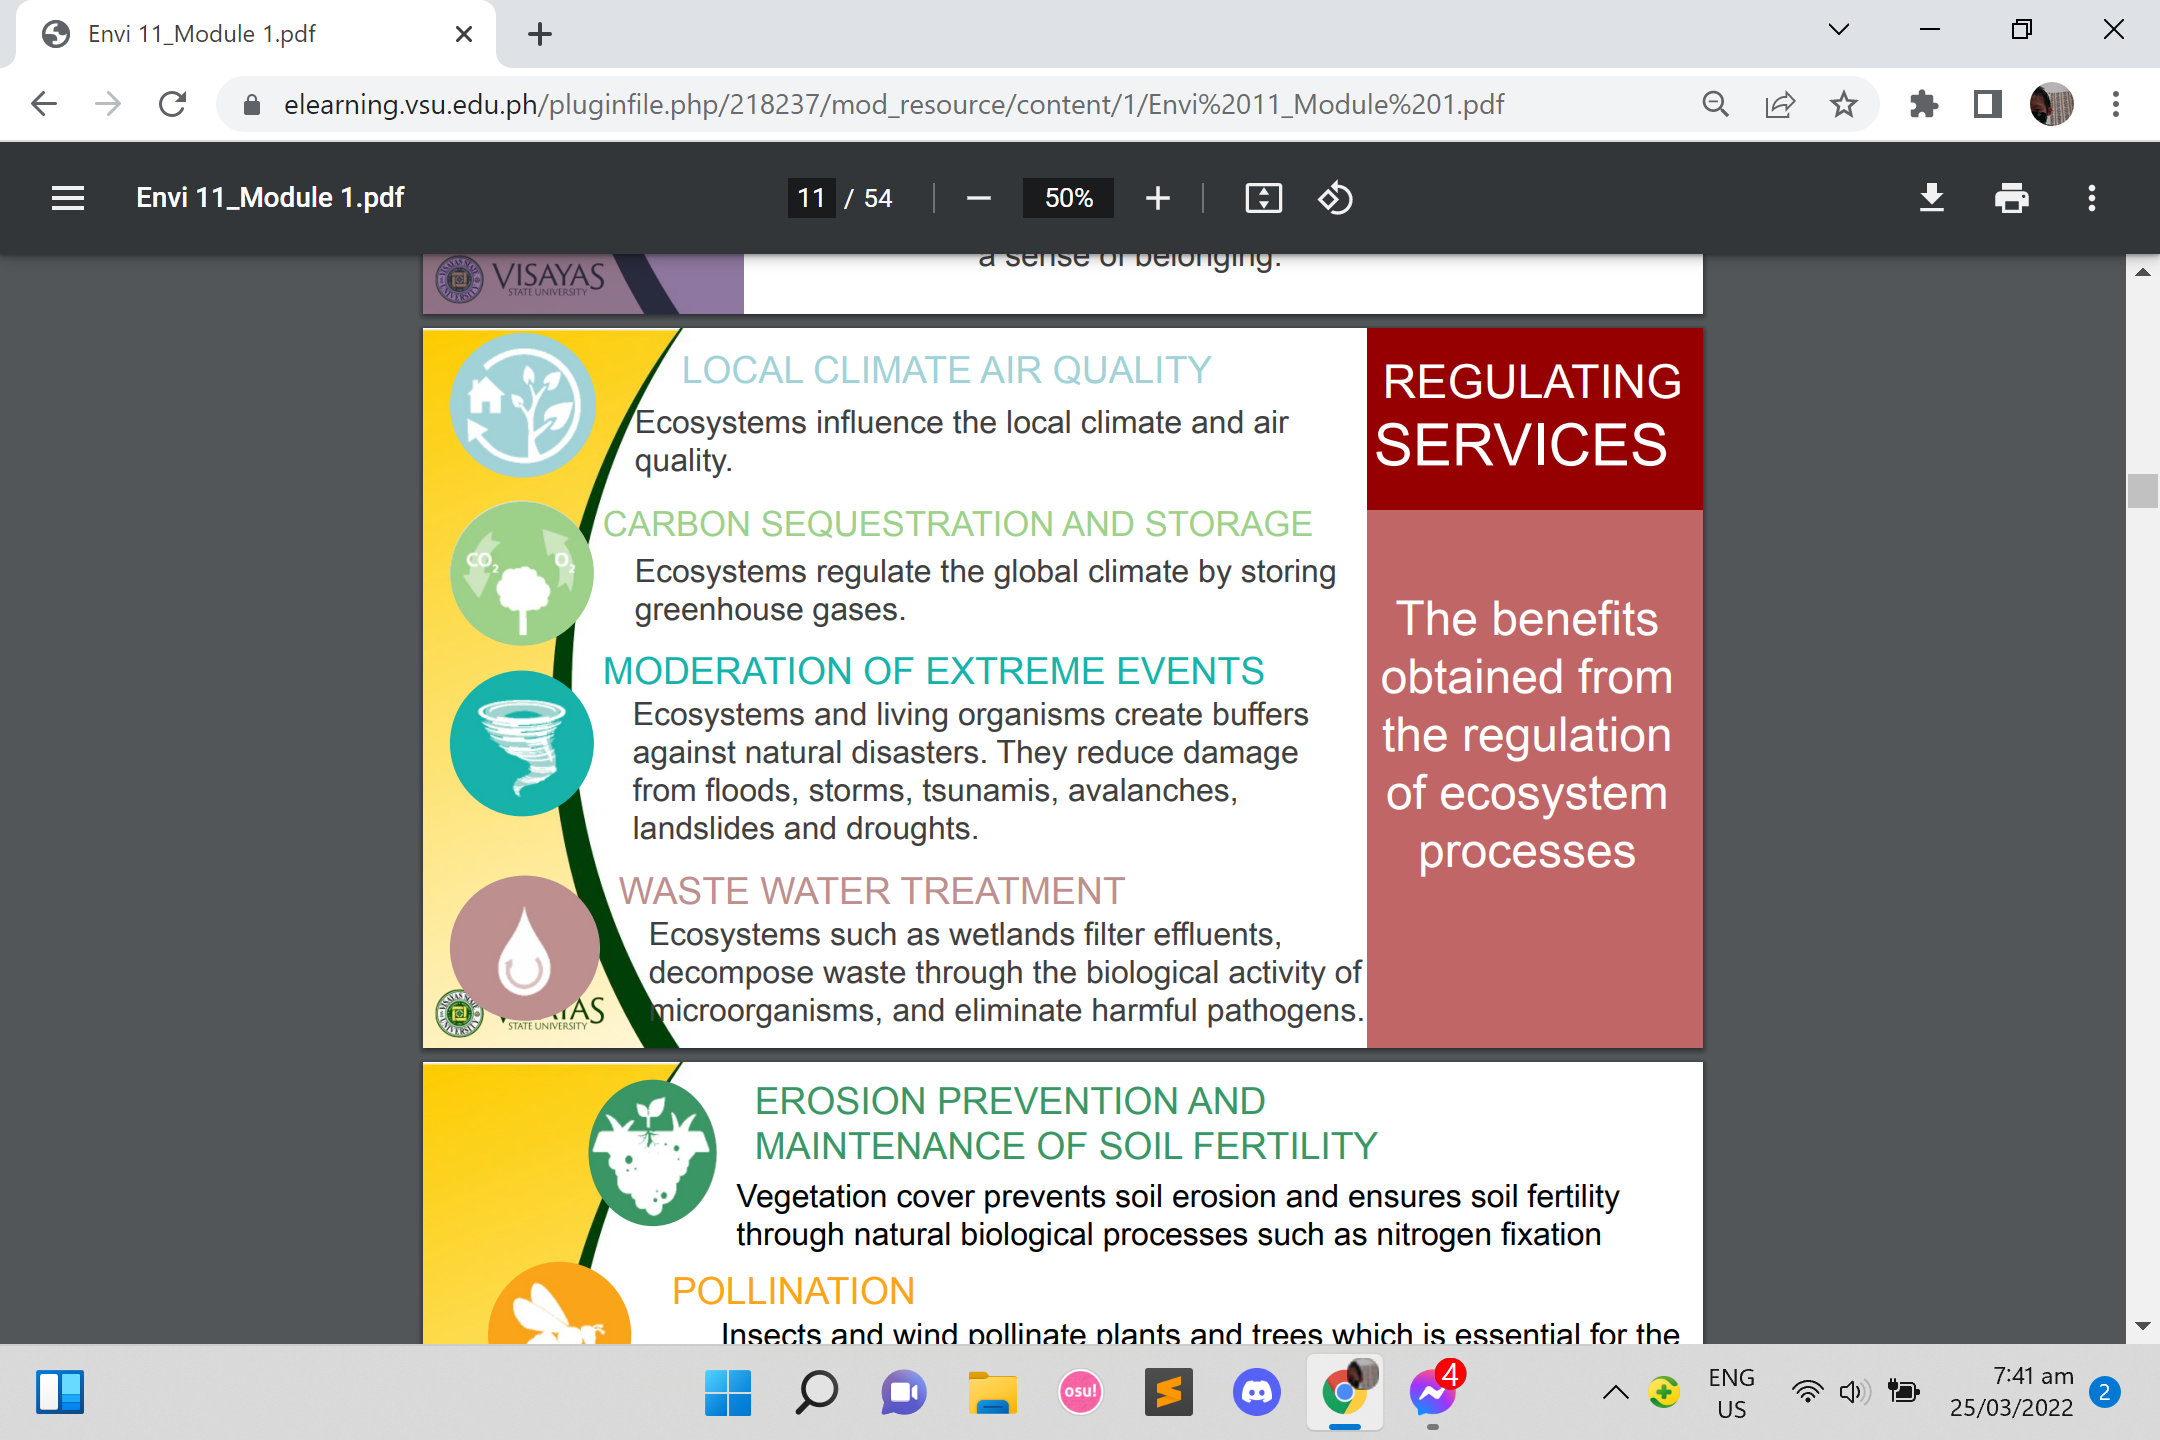 Envi 11_Module 1.pdf
elearning.vsu.edu.ph/pluginfile.php/218237/mod_resource/content/1/Envi%2011_Module%201.pdf
Envi 11_Module 1.pdf
11 / 54
50%
a sense of belonging.
VISAYAS
STATE UNIVERSITY
LOCAL CLIMATE AIR QUALITY
Ecosystems influence the local climate and air
quality.
CARBON SEQUESTRATION AND STORAGE
CO2 O2
Ecosystems regulate the global climate by storing
greenhouse gases.
MODERATION OF EXTREME EVENTS
Ecosystems and living organisms create buffers
against natural disasters. They reduce damage
from floods, storms, tsunamis, avalanches,
landslides and droughts.
WASTE WATER TREATMENT
Ecosystems such as wetlands filter effluents,
decompose waste through the biological activity of
microorganisms, and eliminate harmful pathogens.
STATE UNIVERSITY
REGULATING
SERVICES
The benefits
obtained from
the regulation
of ecosystem
processes
EROSION PREVENTION AND
MAINTENANCE OF SOIL FERTILITY
Vegetation cover prevents soil erosion and ensures soil fertility
through natural biological processes such as nitrogen fixation
POLLINATION
Insects and wind pollinate plants and trees which is essential for the
osu!
4
ENG
US
7:41 am
25/03/2022
2